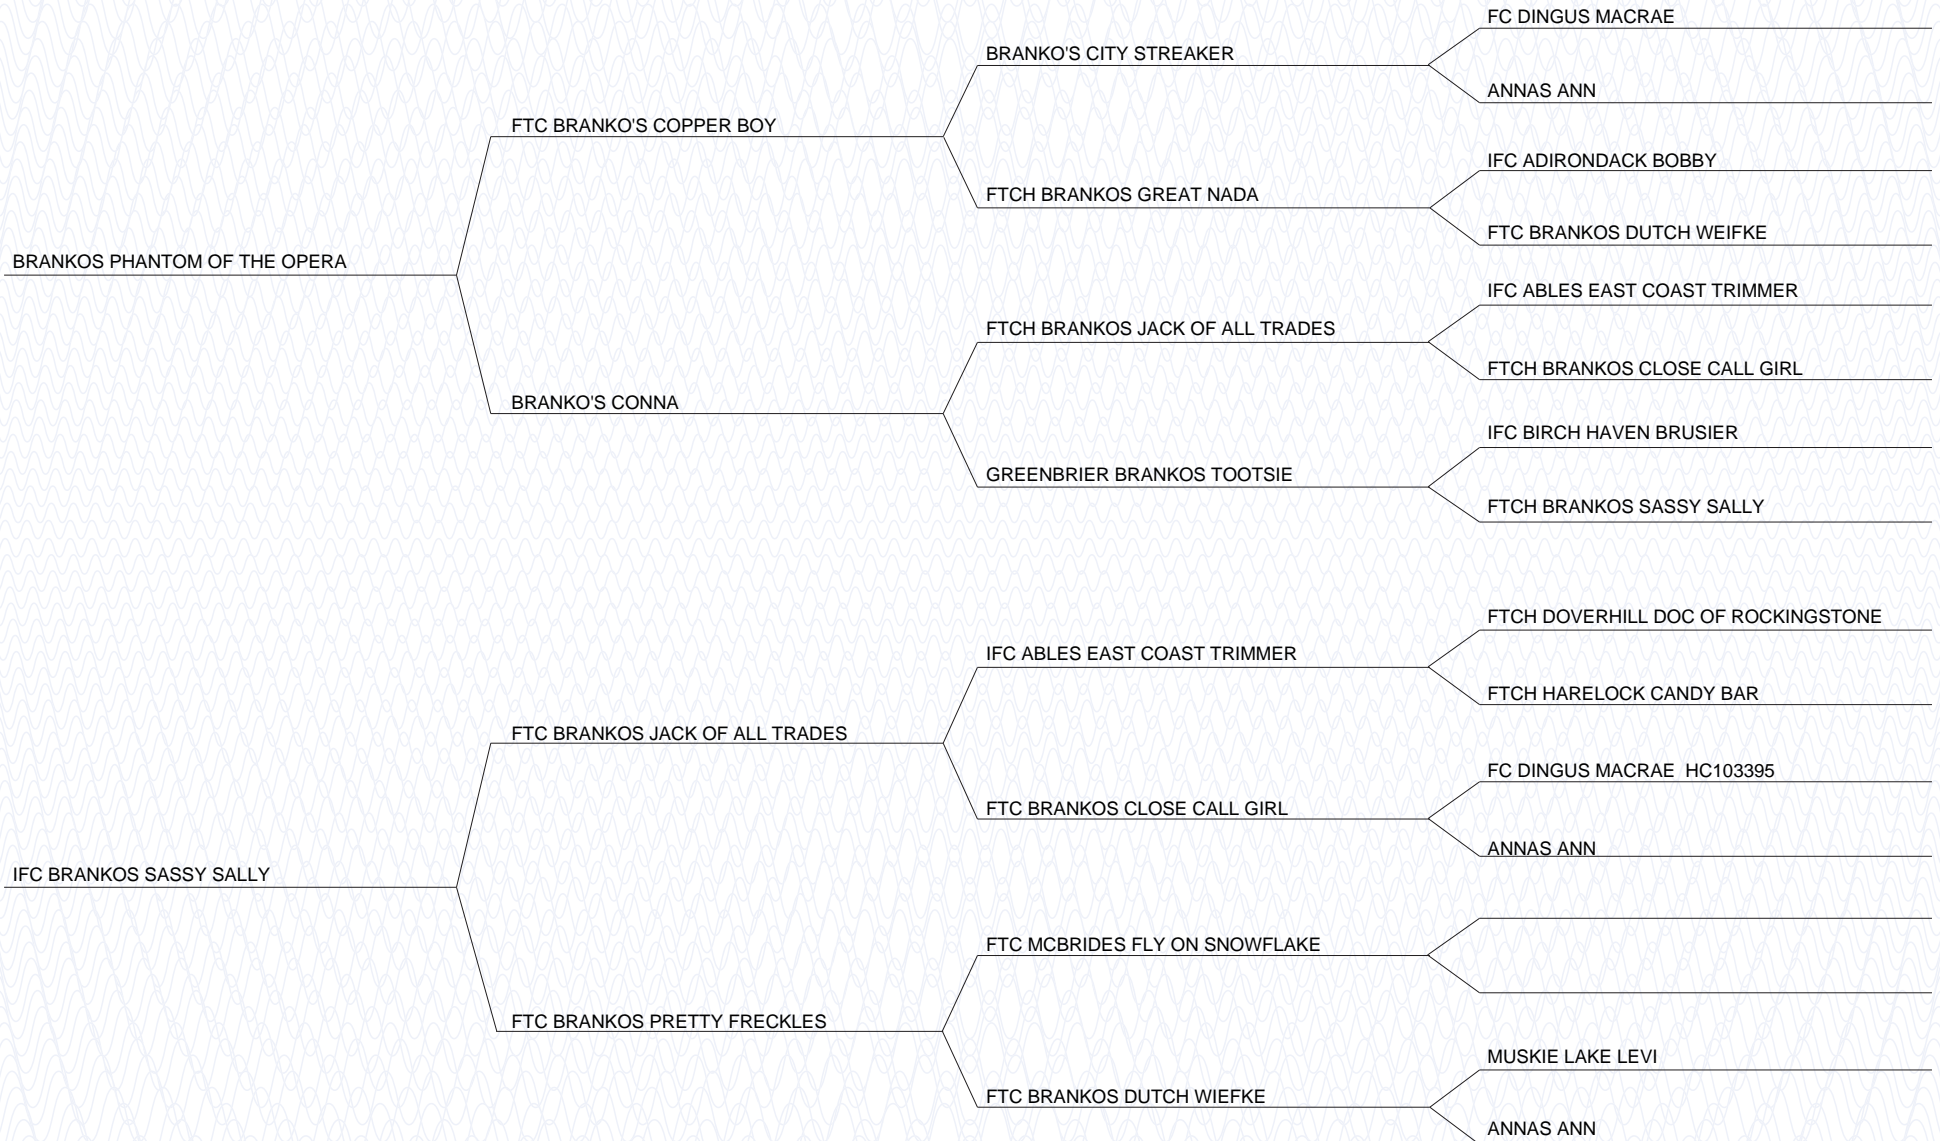 FC DINGUS MACRAE
BRANKO'S CITY STREAKER
ANNAS ANN
FTC BRANKO'S COPPER BOY
IFC ADIRONDACK BOBBY
FTCH BRANKOS GREAT NADA
FTC BRANKOS DUTCH WEIFKE
BRANKOS PHANTOM OF THE OPERA
IFC ABLES EAST COAST TRIMMER
FTCH BRANKOS JACK OF ALL TRADES
FTCH BRANKOS CLOSE CALL GIRL
BRANKO'S CONNA
IFC BIRCH HAVEN BRUSIER
GREENBRIER BRANKOS TOOTSIE
FTCH BRANKOS SASSY SALLY
FTCH DOVERHILL DOC OF ROCKINGSTONE
IFC ABLES EAST COAST TRIMMER
FTCH HARELOCK CANDY BAR
FTC BRANKOS JACK OF ALL TRADES
FC DINGUS MACRAE  HC103395
FTC BRANKOS CLOSE CALL GIRL
ANNAS ANN
IFC BRANKOS SASSY SALLY
FTC MCBRIDES FLY ON SNOWFLAKE
FTC BRANKOS PRETTY FRECKLES
MUSKIE LAKE LEVI
FTC BRANKOS DUTCH WIEFKE
ANNAS ANN